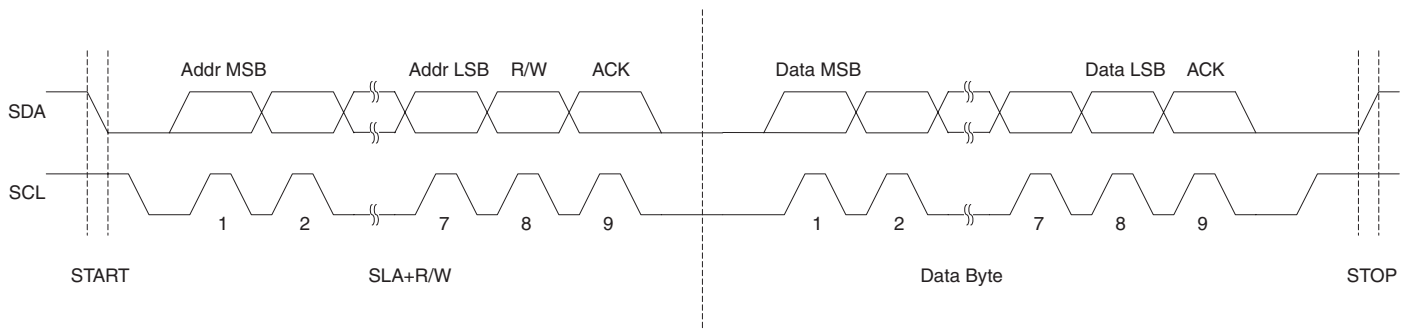 Addr MSB Addr LSB R/W ACK Data MSB Data LSB ACK
SDA
SCL
1 2 7 8 9 1 2 7 8 9
START SLA+R/W Data Byte STOP